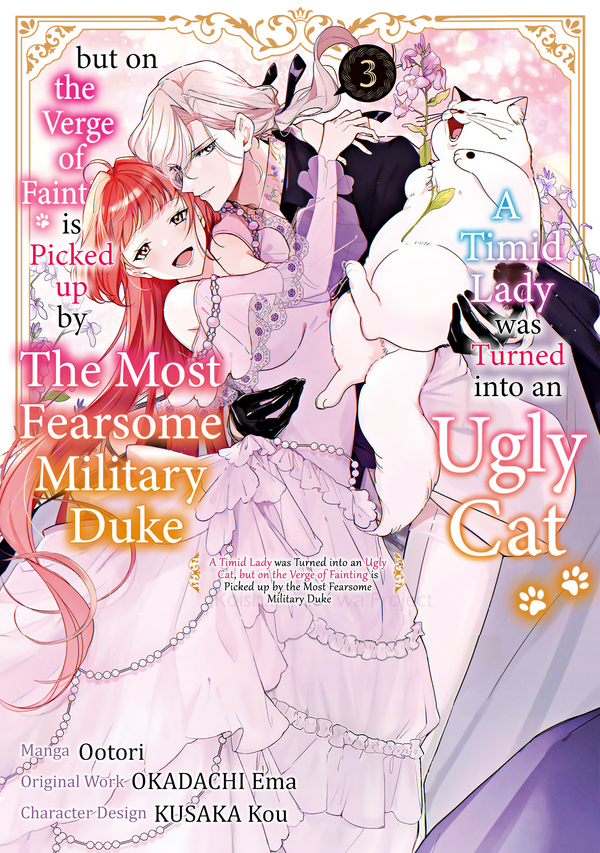 3
A
Timid
Lady
was
Turned
into an
Ugly
Cat
but on
the
Verge
of
Faint
is
Picked
up
by
The Most
Fearsome
Military
Duke
A Timid Lady was Turned into an Ugly
Cat, but on the Verge of Fainting is
Picked up by the Most Fearsome
Military Duke
Manga Ootori
Original Work OKADACHI Ema
Character Design KUSAKA Kou